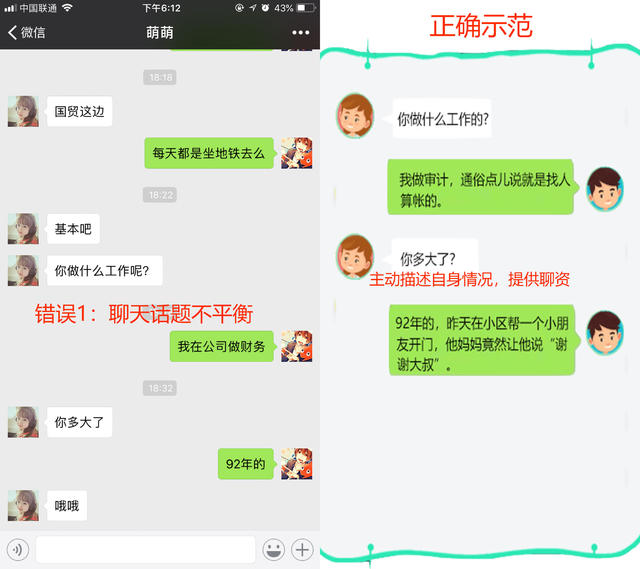 中国联通
下午6:12
43%
微信
萌萌
18:18
国贸这边
每天都是坐地铁去么
18:22
基本吧
你做什么工作呢?
错误1：聊天话题不平衡
我在公司做财务
18:32
你多大了
92年的
哦哦
正确示范
你做什么工作的?
我做审计，通俗点儿说就是找人
算帐的。
你多大了?
主动描述自身情况，提供聊资
92年的，昨天在小区帮一个小朋
友开门，他妈妈竟然让他说“谢
谢大叔”。